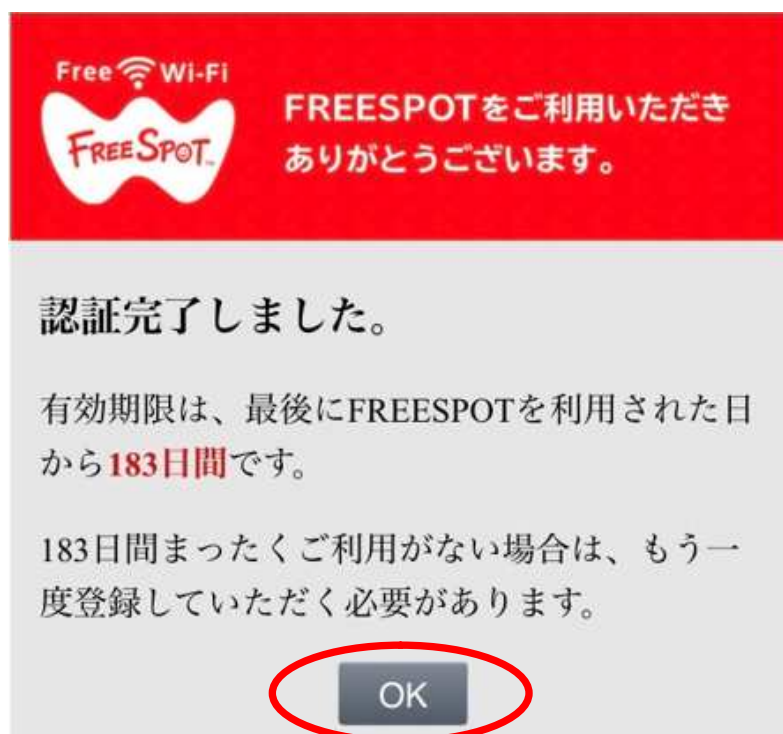 Free Wi-Fi
FREESPOT
FREESPOTをご利用いただき
ありがとうございます。
認証完了しました。
有効期限は、最後にFREESPOTを利用された日
から183日間です。
183日間まったくご利用がない場合は、もう一
度登録していただく必要があります。
OK